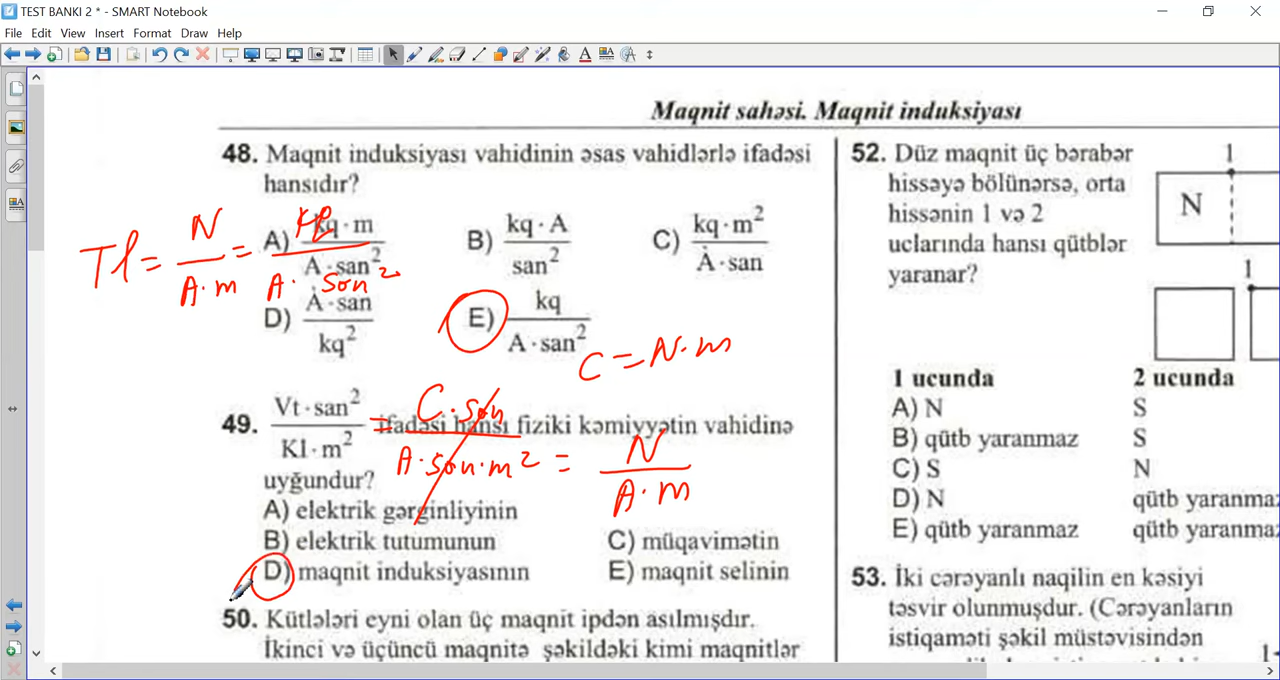 TEST BANKI 2 * - SMART Notebook
File Edit View Insert Format Draw Help
Maqnit sahəsi. Maqnit induksiyası
48. Maqnit induksiyası vahidinin əsas vahidlərlə ifadəsi
hansıdır?
A) kq · m / A · san²
B) kq · A / san²
C) kq · m² / A · san
D) A · san / kq²
E) kq / A · san²
Tl = N / A · m = kq / A · san²
C = N · m
49. Vt · san² / Kl · m² ifadəsi hansı fiziki kəmiyyətin vahidinə
uyğundur?
= C · san / A · san · m² = N / A · m
A) elektrik gərginliyinin
B) elektrik tutumunun
C) müqavimətin
D) maqnit induksiyasının
E) maqnit selinin
50. Kütlələri eyni olan üç maqnit ipdən asılmışdır.
İkinci və üçüncü maqnitə şəkildəki kimi maqnitlər
52. Düz maqnit üç bərabər
hissəyə bölünərsə, orta
hissənin 1 və 2
uclarında hansı qütblər
yaranar?
1
N
1
1 ucunda 2 ucunda
A) N S
B) qütb yaranmaz S
C) S N
D) N qütb yaranmaz
E) qütb yaranmaz qütb yaranmaz
53. İki cərəyanlı naqilin en kəsiyi
təsvir olunmuşdur. (Cərəyanların
istiqaməti şəkil müstəvisindən